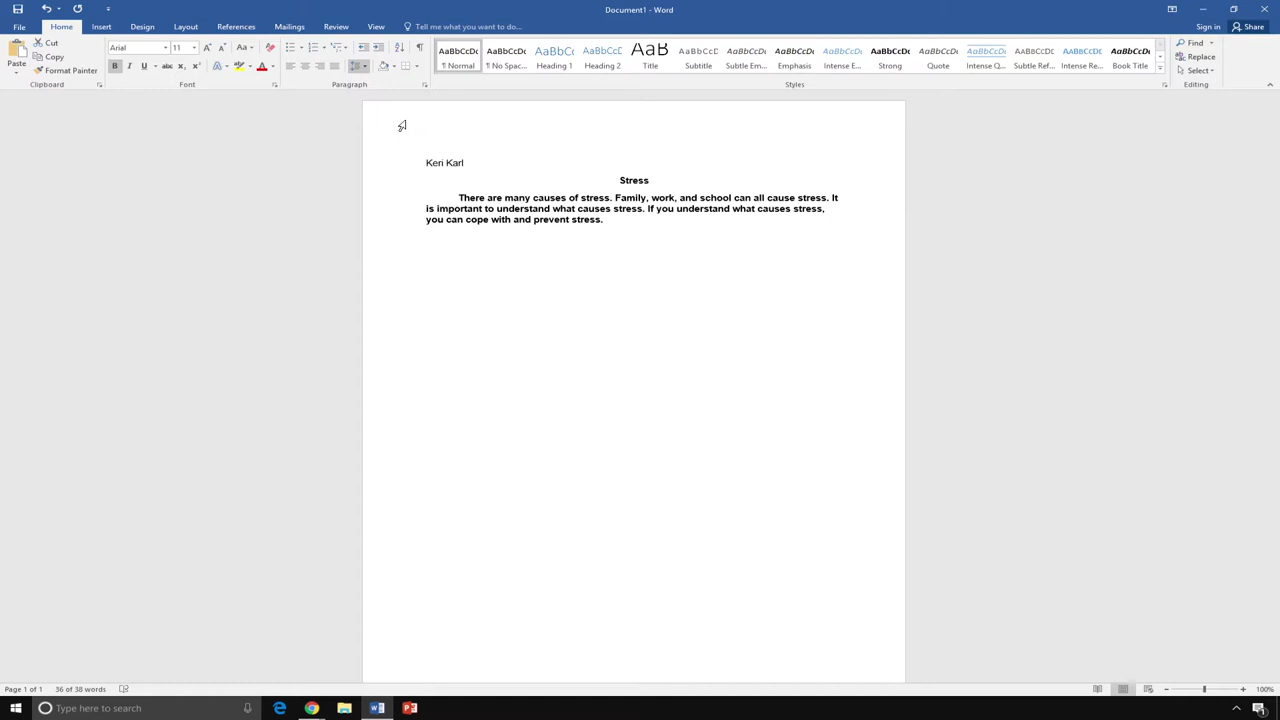 Document1 - Word
Sign in
Share
File
Home
Insert
Design
Layout
References
Mailings
Review
View
Tell me what you want to do...
Paste
Cut
Copy
Format Painter
Clipboard
Arial
11
Font
Paragraph
AaBbCcDc
¶ Normal
AaBbCcDc
¶ No Spac...
AaBbCc
Heading 1
AaBbCcD
Heading 2
AaB
Title
AaBbCcD
Subtitle
AaBbCcDc
Subtle Em...
AaBbCcDc
Emphasis
AaBbCcDc
Intense E...
AaBbCcDc
Strong
AaBbCcDc
Quote
AaBbCcDc
Intense Q...
AaBbCcDc
Subtle Ref...
AaBbCcDc
Intense Re...
AaBbCcDc
Book Title
Styles
Find
Replace
Select
Editing
Keri Karl
Stress
There are many causes of stress. Family, work, and school can all cause stress. It
is important to understand what causes stress. If you understand what causes stress,
you can cope with and prevent stress.
Page 1 of 1
36 of 38 words
100%
Type here to search